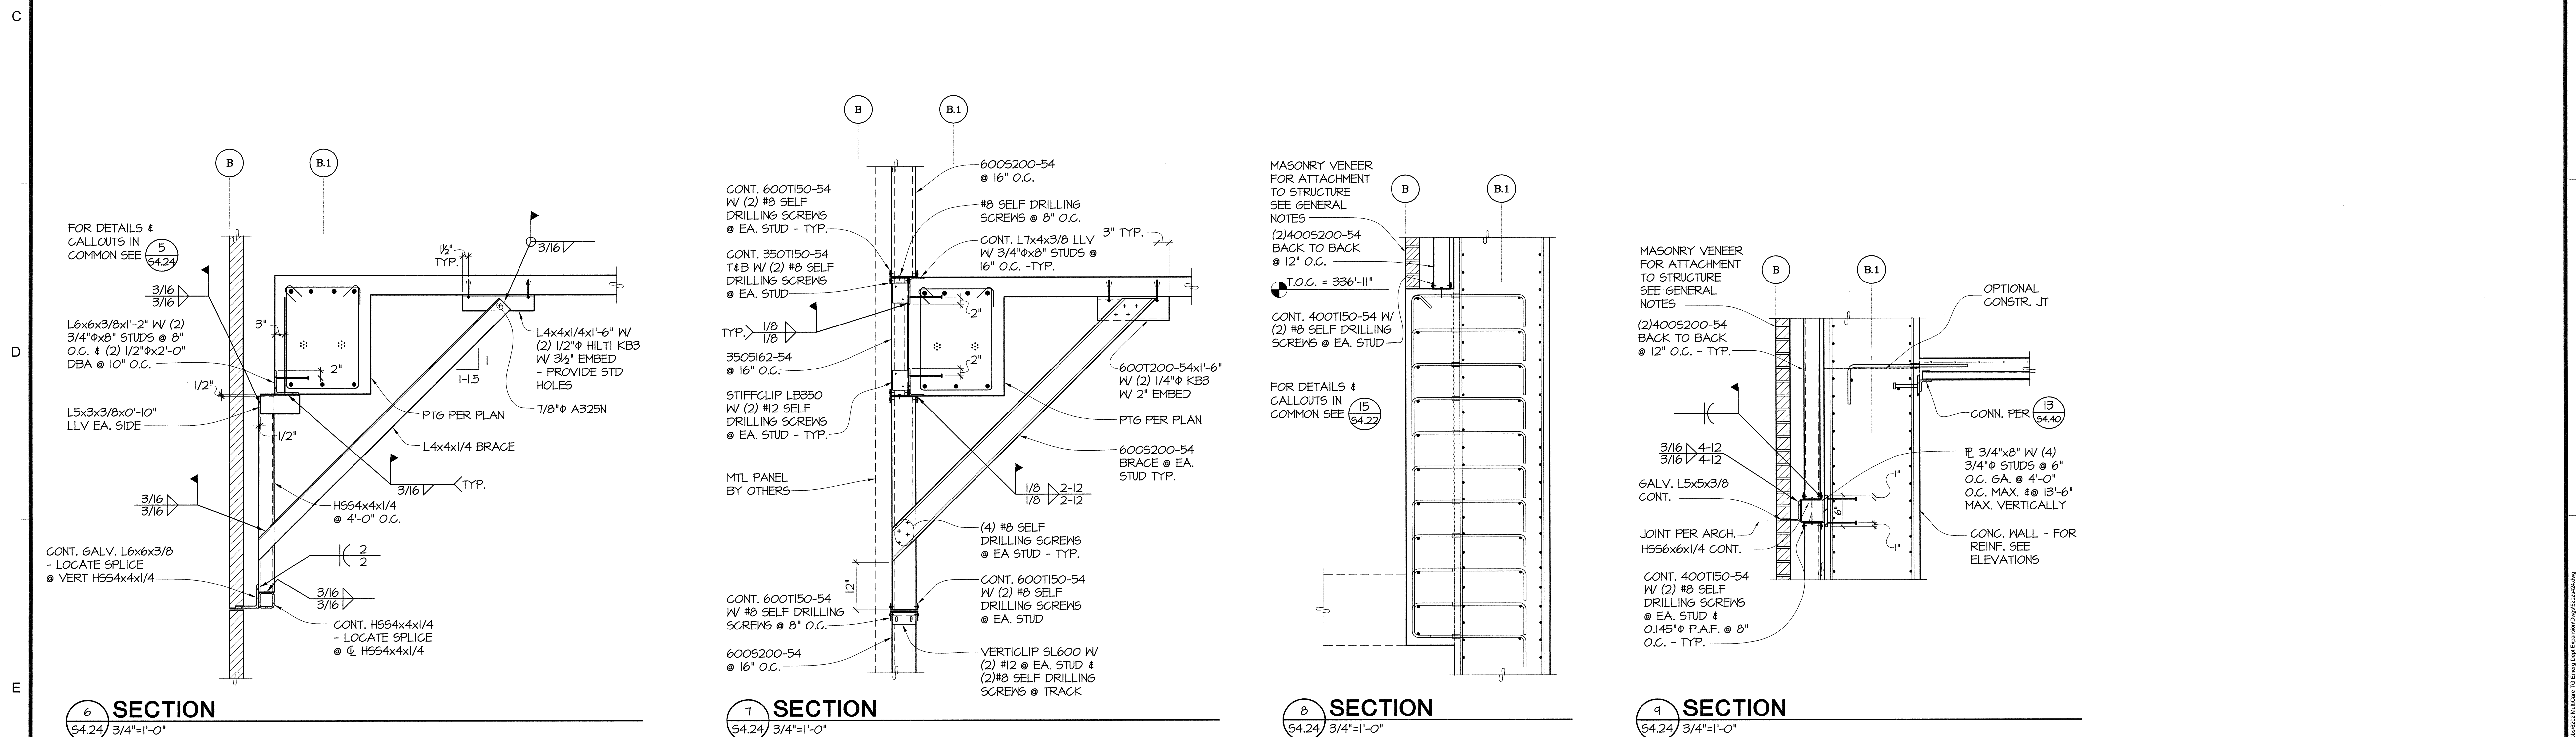 C
D
E
B
B.1
FOR DETAILS &
CALLOUTS IN
COMMON SEE
5
S4.24
3/16
3/16
L6x6x3/8x1'-2" W/ (2)
3/4"Φx8" STUDS @ 8"
O.C. & (2) 1/2"Φx2'-0"
DBA @ 10" O.C.
1/2"
L5x3x3/8x0'-10"
LLV EA. SIDE
3"
2"
1/2"
1½"
TYP.
3/16
L4x4x1/4x1'-6" W/
(2) 1/2"Φ HILTI KB3
W/ 3½" EMBED
- PROVIDE STD
HOLES
1
1-1.5
7/8"Φ A325N
PTG PER PLAN
L4x4x1/4 BRACE
3/16
TYP.
3/16
3/16
HSS4x4x1/4
@ 4'-0" O.C.
CONT. GALV. L6x6x3/8
- LOCATE SPLICE
@ VERT HSS4x4x1/4
2
2
3/16
3/16
CONT. HSS4x4x1/4
- LOCATE SPLICE
@ ℄ HSS4x4x1/4
6
S4.24
SECTION
3/4"=1'-0"
B
B.1
CONT. 600T150-54
W/ (2) #8 SELF
DRILLING SCREWS
@ EA. STUD - TYP.
CONT. 350T150-54
T&B W/ (2) #8 SELF
DRILLING SCREWS
@ EA. STUD
TYP.
1/8
1/8
350S162-54
@ 16" O.C.
STIFFCLIP LB350
W/ (2) #12 SELF
DRILLING SCREWS
@ EA. STUD - TYP.
MTL PANEL
BY OTHERS
12"
CONT. 600T150-54
W/ #8 SELF DRILLING
SCREWS @ 8" O.C.
600S200-54
@ 16" O.C.
600S200-54
@ 16" O.C.
#8 SELF DRILLING
SCREWS @ 8" O.C.
CONT. L7x4x3/8 LLV
W/ 3/4"Φx8" STUDS @
16" O.C. -TYP.
3" TYP.
2"
2"
600T200-54x1'-6"
W/ (2) 1/4"Φ KB3
W/ 2" EMBED
PTG PER PLAN
600S200-54
BRACE @ EA.
STUD TYP.
1/8
2-12
1/8
2-12
(4) #8 SELF
DRILLING SCREWS
@ EA STUD - TYP.
CONT. 600T150-54
W/ (2) #8 SELF
DRILLING SCREWS
@ EA. STUD
VERTICLIP SL600 W/
(2) #12 @ EA. STUD &
(2)#8 SELF DRILLING
SCREWS @ TRACK
7
S4.24
SECTION
3/4"=1'-0"
B
B.1
MASONRY VENEER
FOR ATTACHMENT
TO STRUCTURE
SEE GENERAL
NOTES
(2)400S200-54
BACK TO BACK
@ 12" O.C.
T.O.C. = 336'-11"
CONT. 400T150-54 W/
(2) #8 SELF DRILLING
SCREWS @ EA. STUD
FOR DETAILS &
CALLOUTS IN
COMMON SEE
15
S4.22
8
S4.24
SECTION
3/4"=1'-0"
B
B.1
MASONRY VENEER
FOR ATTACHMENT
TO STRUCTURE
SEE GENERAL
NOTES
(2)400S200-54
BACK TO BACK
@ 12" O.C. - TYP.
3/16
4-12
3/16
4-12
GALV. L5x5x3/8
CONT.
JOINT PER ARCH.
HSS6x6x1/4 CONT.
CONT. 400T150-54
W/ (2) #8 SELF
DRILLING SCREWS
@ EA. STUD &
0.145"Φ P.A.F. @ 8"
O.C. - TYP.
OPTIONAL
CONSTR. JT
CONN. PER
13
S4.40
℄ 3/4"x8" W/ (4)
3/4"Φ STUDS @ 6"
O.C. GA. @ 4'-0"
O.C. MAX. &@ 13'-6"
MAX. VERTICALLY
1"
6"
1"
CONC. WALL - FOR
REINF. SEE
ELEVATIONS
9
S4.24
SECTION
3/4"=1'-0"
MultiCare TG Emerg Dept Expansion